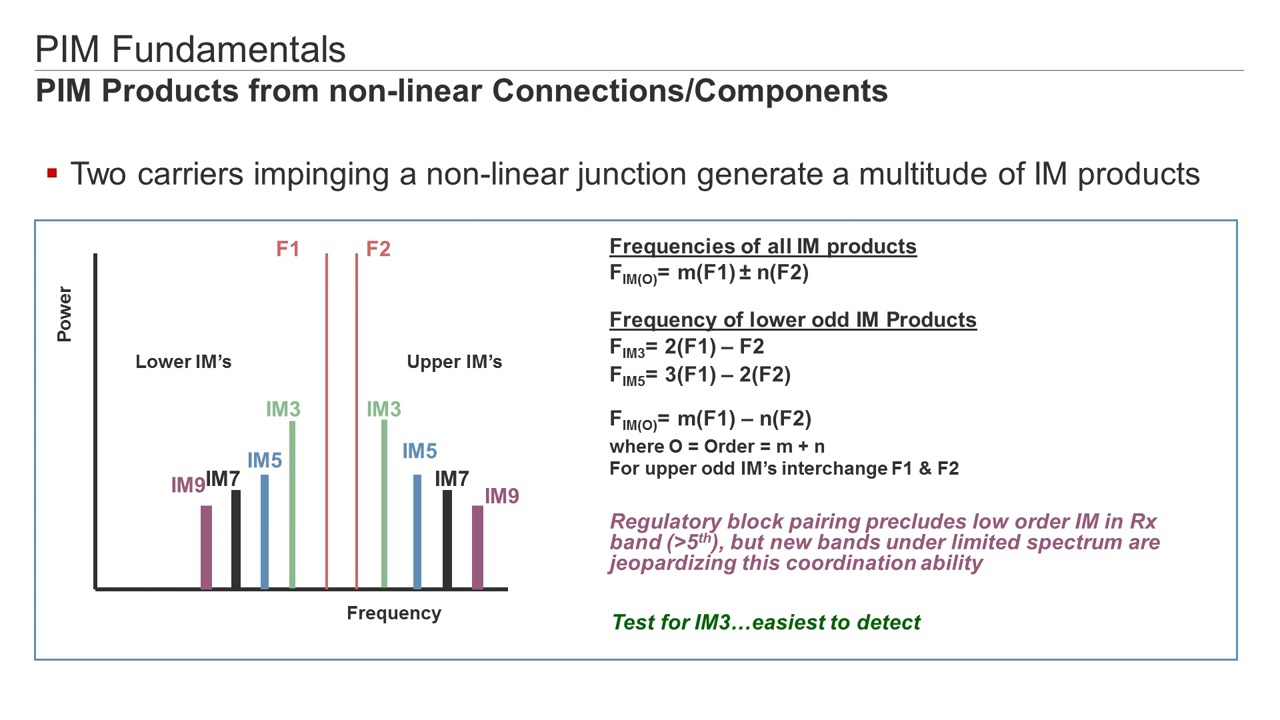 PIM Fundamentals
PIM Products from non-linear Connections/Components
Two carriers impinging a non-linear junction generate a multitude of IM products
F1
F2
Power
Lower IM’s
Upper IM’s
IM3
IM3
IM5
IM5
IM9
IM7
IM7
IM9
Frequency
Frequencies of all IM products
FIM(O)= m(F1) ± n(F2)
Frequency of lower odd IM Products
FIM3= 2(F1) – F2
FIM5= 3(F1) – 2(F2)
FIM(O)= m(F1) – n(F2)
where O = Order = m + n
For upper odd IM’s interchange F1 & F2
Regulatory block pairing precludes low order IM in Rx
band (>5th), but new bands under limited spectrum are
jeopardizing this coordination ability
Test for IM3…easiest to detect